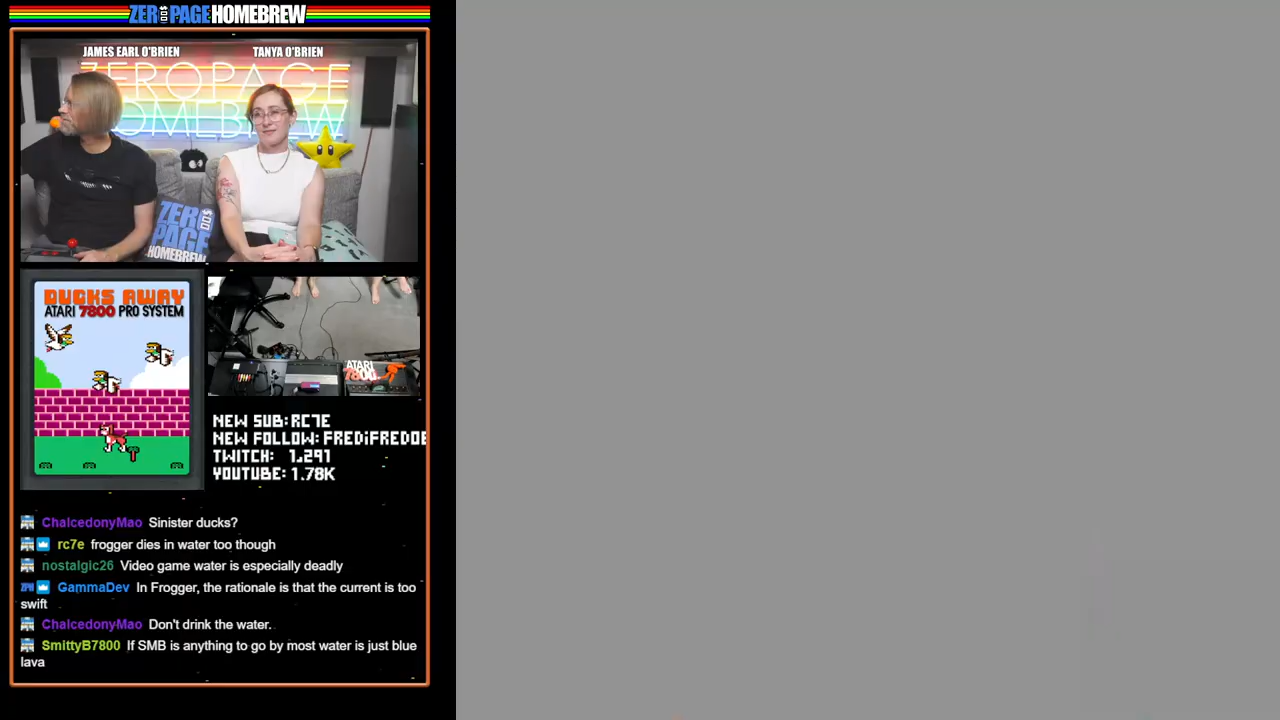 ZER PAGE HOMEBREW
JAMES EARL O'BRIEN
TANYA O'BRIEN
ZEROPAGE
HOMEBREW
ZERO
PAGE
HOMEBREW
DUCKS AWAY
ATARI 7800 PRO SYSTEM
ATARI
7800
NEW SUB: RC7E
NEW FOLLOW: FREDIFREDOE
TWITCH: 1,291
YOUTUBE: 1.78K
ChalcedonyMao Sinister ducks?
rc7e frogger dies in water too though
nostalgic26 Video game water is especially deadly
GammaDev In Frogger, the rationale is that the current is too
swift
ChalcedonyMao Don't drink the water.
SmittyB7800 If SMB is anything to go by most water is just blue
lava